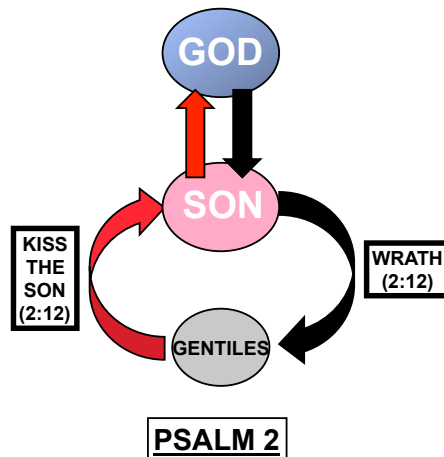 GOD
SON
KISS
THE
SON
(2:12)
WRATH
(2:12)
GENTILES
PSALM 2